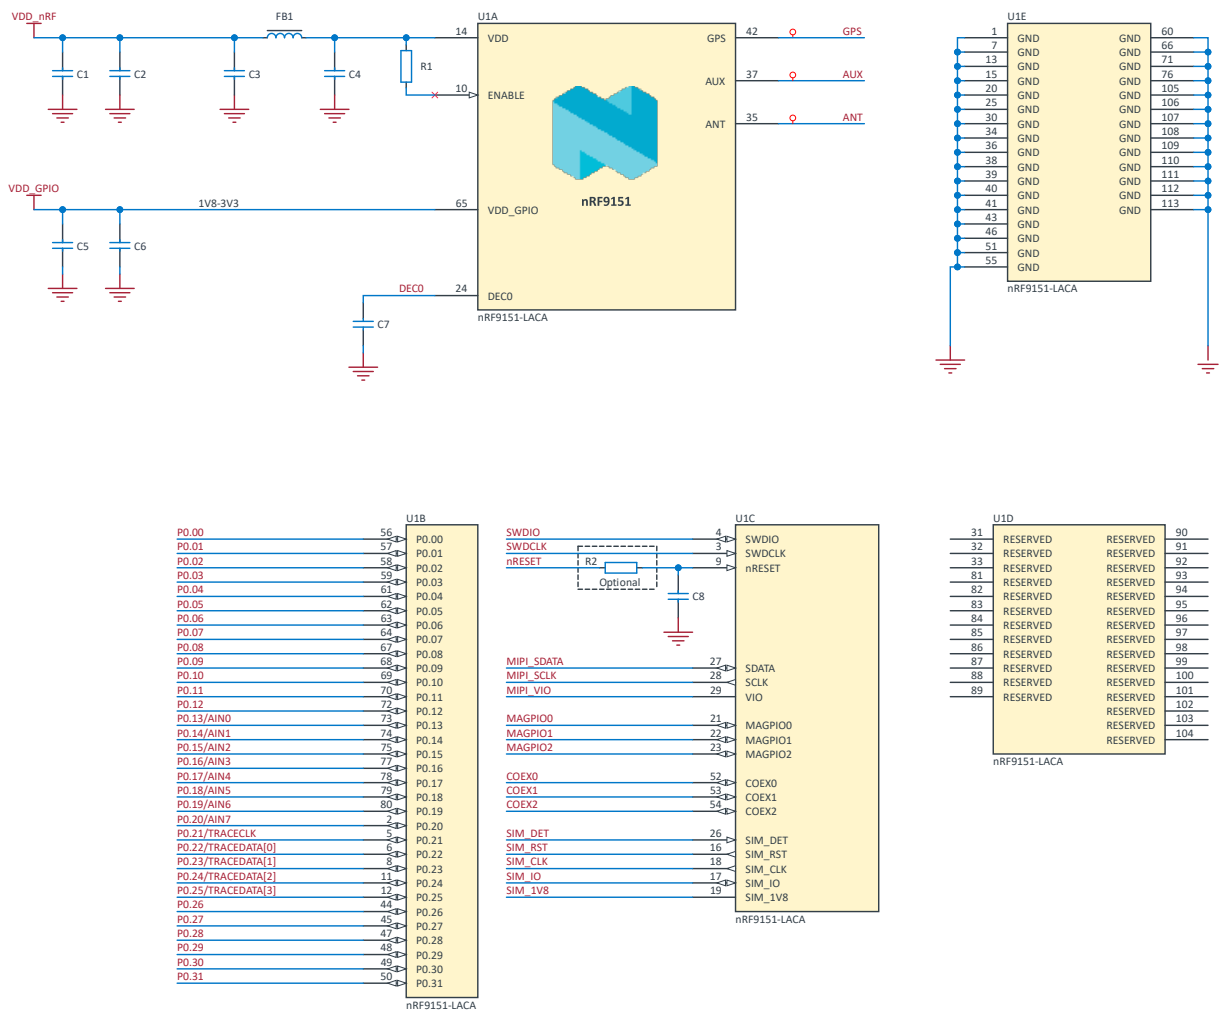 VDD_nRF
FB1
C1
C2
C3
C4
R1
U1A
14 VDD
10 ENABLE
GPS 42 GPS
AUX 37 AUX
ANT 35 ANT
nRF9151
VDD_GPIO
1V8-3V3
65 VDD_GPIO
C5
C6
DEC0 24 DEC0
C7
nRF9151-LACA
U1E
1 GND GND 60
7 GND GND 66
13 GND GND 71
15 GND GND 76
20 GND GND 105
25 GND GND 106
30 GND GND 107
34 GND GND 108
36 GND GND 109
38 GND GND 110
39 GND GND 111
40 GND GND 112
41 GND GND 113
43 GND
46 GND
51 GND
55 GND
nRF9151-LACA
U1B
P0.00 56 P0.00
P0.01 57 P0.01
P0.02 58 P0.02
P0.03 59 P0.03
P0.04 61 P0.04
P0.05 62 P0.05
P0.06 63 P0.06
P0.07 64 P0.07
P0.08 67 P0.08
P0.09 68 P0.09
P0.10 69 P0.10
P0.11 70 P0.11
P0.12 72 P0.12
P0.13/AIN0 73 P0.13
P0.14/AIN1 74 P0.14
P0.15/AIN2 75 P0.15
P0.16/AIN3 77 P0.16
P0.17/AIN4 78 P0.17
P0.18/AIN5 79 P0.18
P0.19/AIN6 80 P0.19
P0.20/AIN7 2 P0.20
P0.21/TRACECLK 5 P0.21
P0.22/TRACEDATA[0] 6 P0.22
P0.23/TRACEDATA[1] 8 P0.23
P0.24/TRACEDATA[2] 11 P0.24
P0.25/TRACEDATA[3] 12 P0.25
P0.26 44 P0.26
P0.27 45 P0.27
P0.28 47 P0.28
P0.29 48 P0.29
P0.30 49 P0.30
P0.31 50 P0.31
nRF9151-LACA
U1C
SWDIO 4 SWDIO
SWDCLK 3 SWDCLK
nRESET R2 9 nRESET
Optional
C8
MIPI_SDATA 27 SDATA
MIPI_SCLK 28 SCLK
MIPI_VIO 29 VIO
MAGPIO0 21 MAGPIO0
MAGPIO1 22 MAGPIO1
MAGPIO2 23 MAGPIO2
COEX0 52 COEX0
COEX1 53 COEX1
COEX2 54 COEX2
SIM_DET 26 SIM_DET
SIM_RST 16 SIM_RST
SIM_CLK 18 SIM_CLK
SIM_IO 17 SIM_IO
SIM_1V8 19 SIM_1V8
nRF9151-LACA
U1D
31 RESERVED RESERVED 90
32 RESERVED RESERVED 91
33 RESERVED RESERVED 92
81 RESERVED RESERVED 93
82 RESERVED RESERVED 94
83 RESERVED RESERVED 95
84 RESERVED RESERVED 96
85 RESERVED RESERVED 97
86 RESERVED RESERVED 98
87 RESERVED RESERVED 99
88 RESERVED RESERVED 100
89 RESERVED RESERVED 101
RESERVED 102
RESERVED 103
RESERVED 104
nRF9151-LACA